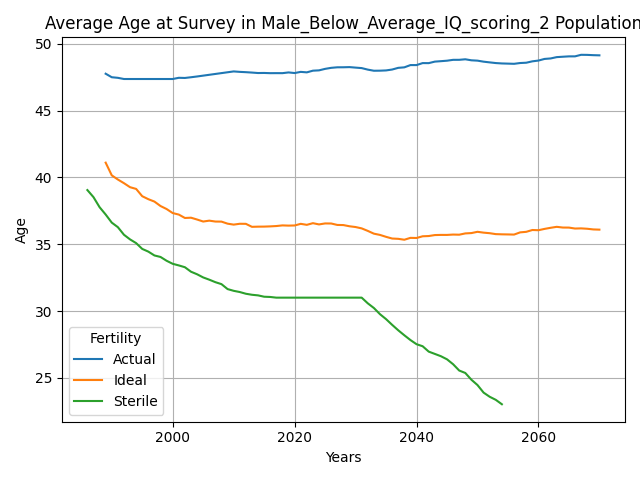 Average Age at Survey in Male_Below_Average_IQ_scoring_2 Population
50
45
40
35
30
25
Age
Fertility
Actual
Ideal
Sterile
2000 2020 2040 2060
Years